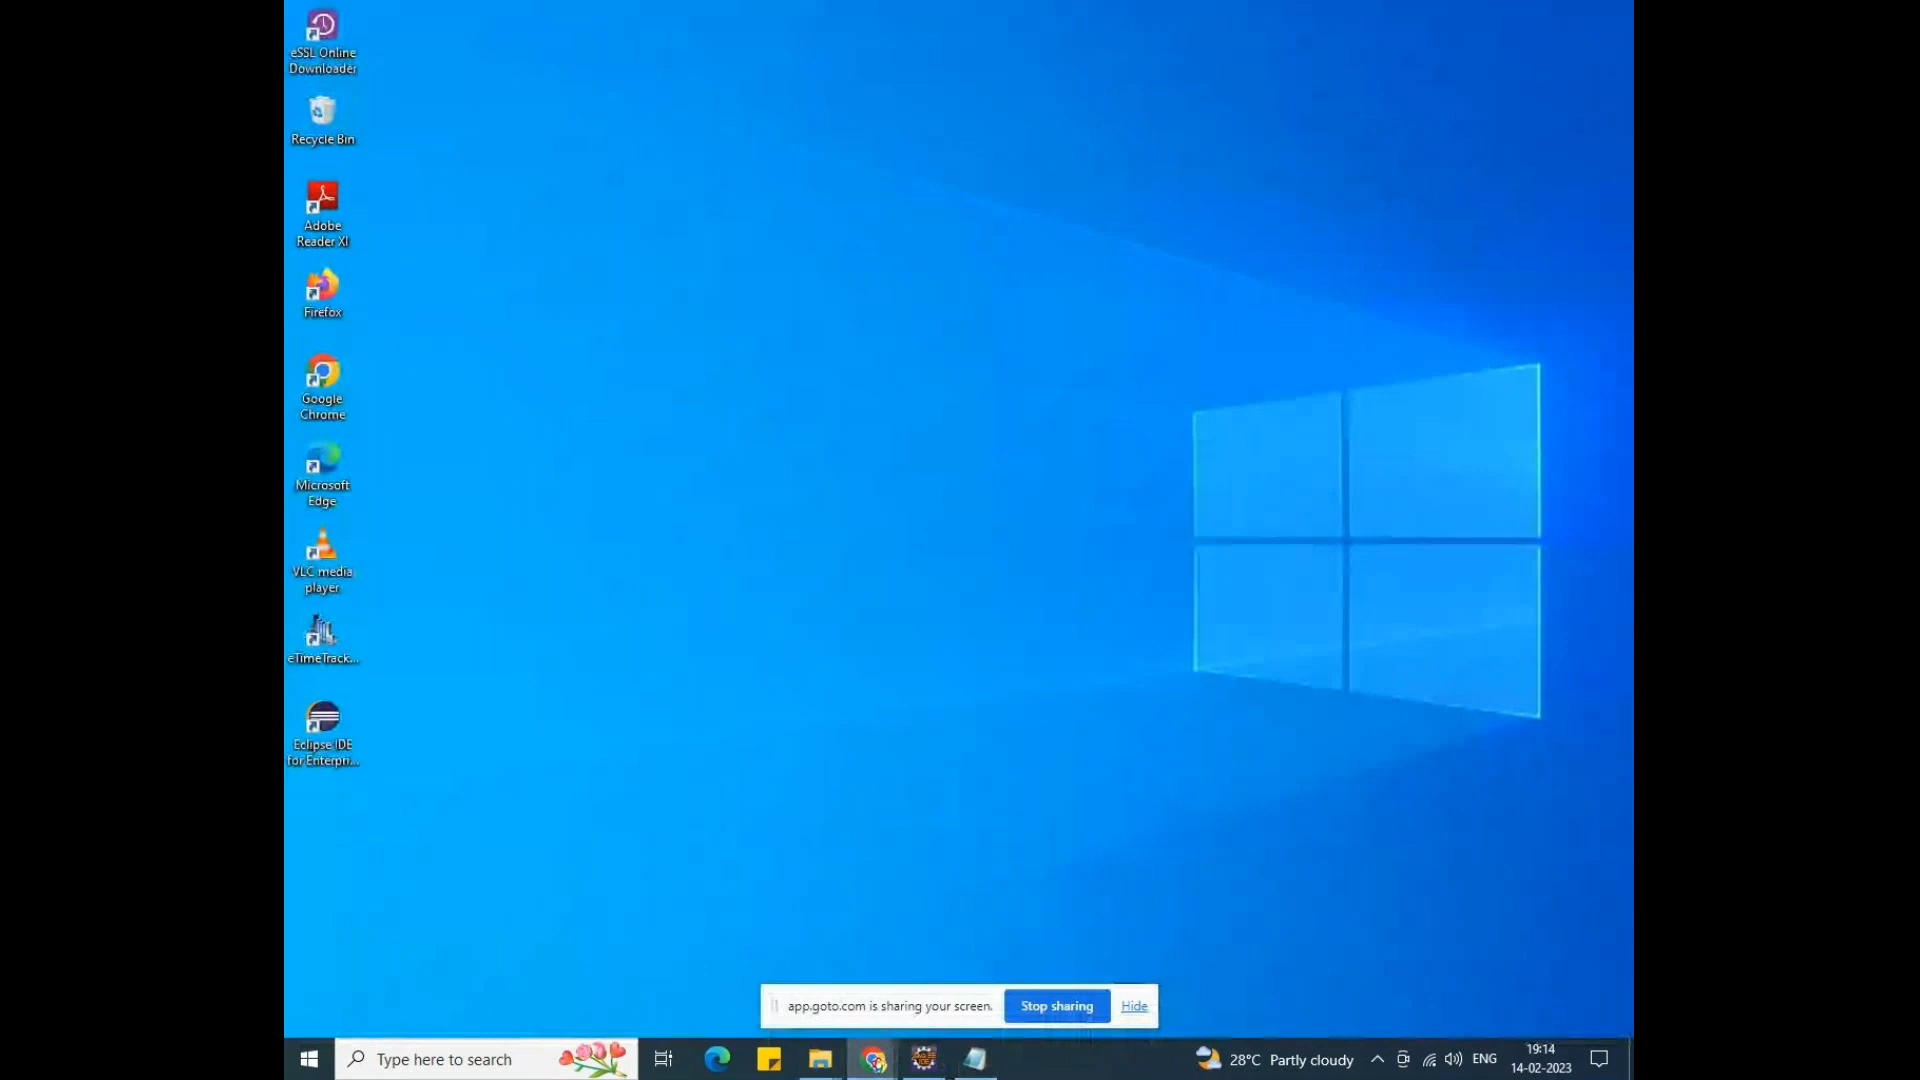 eSSL Online
Downloader
Recycle Bin
Adobe
Reader XI
Firefox
Google
Chrome
Microsoft
Edge
VLC media
player
eTimeTrack...
Eclipse IDE
for Enterpri...
app.goto.com is sharing your screen.
Stop sharing
Hide
Type here to search
28°C Partly cloudy
ENG
19:14
14-02-2023